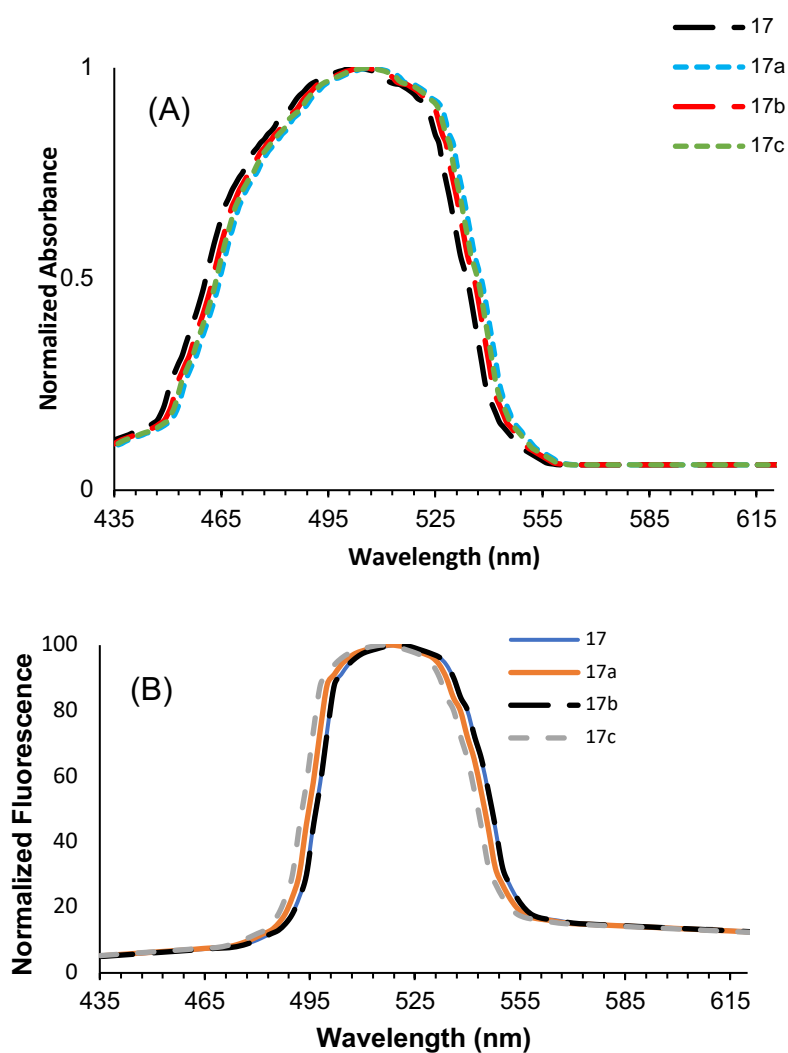 17
17a
17b
17c
(A)
1
0.5
0
Normalized Absorbance
435 465 495 525 555 585 615
Wavelength (nm)
(B)
17
17a
17b
17c
100
80
60
40
20
0
Normalized Fluorescence
435 465 495 525 555 585 615
Wavelength (nm)